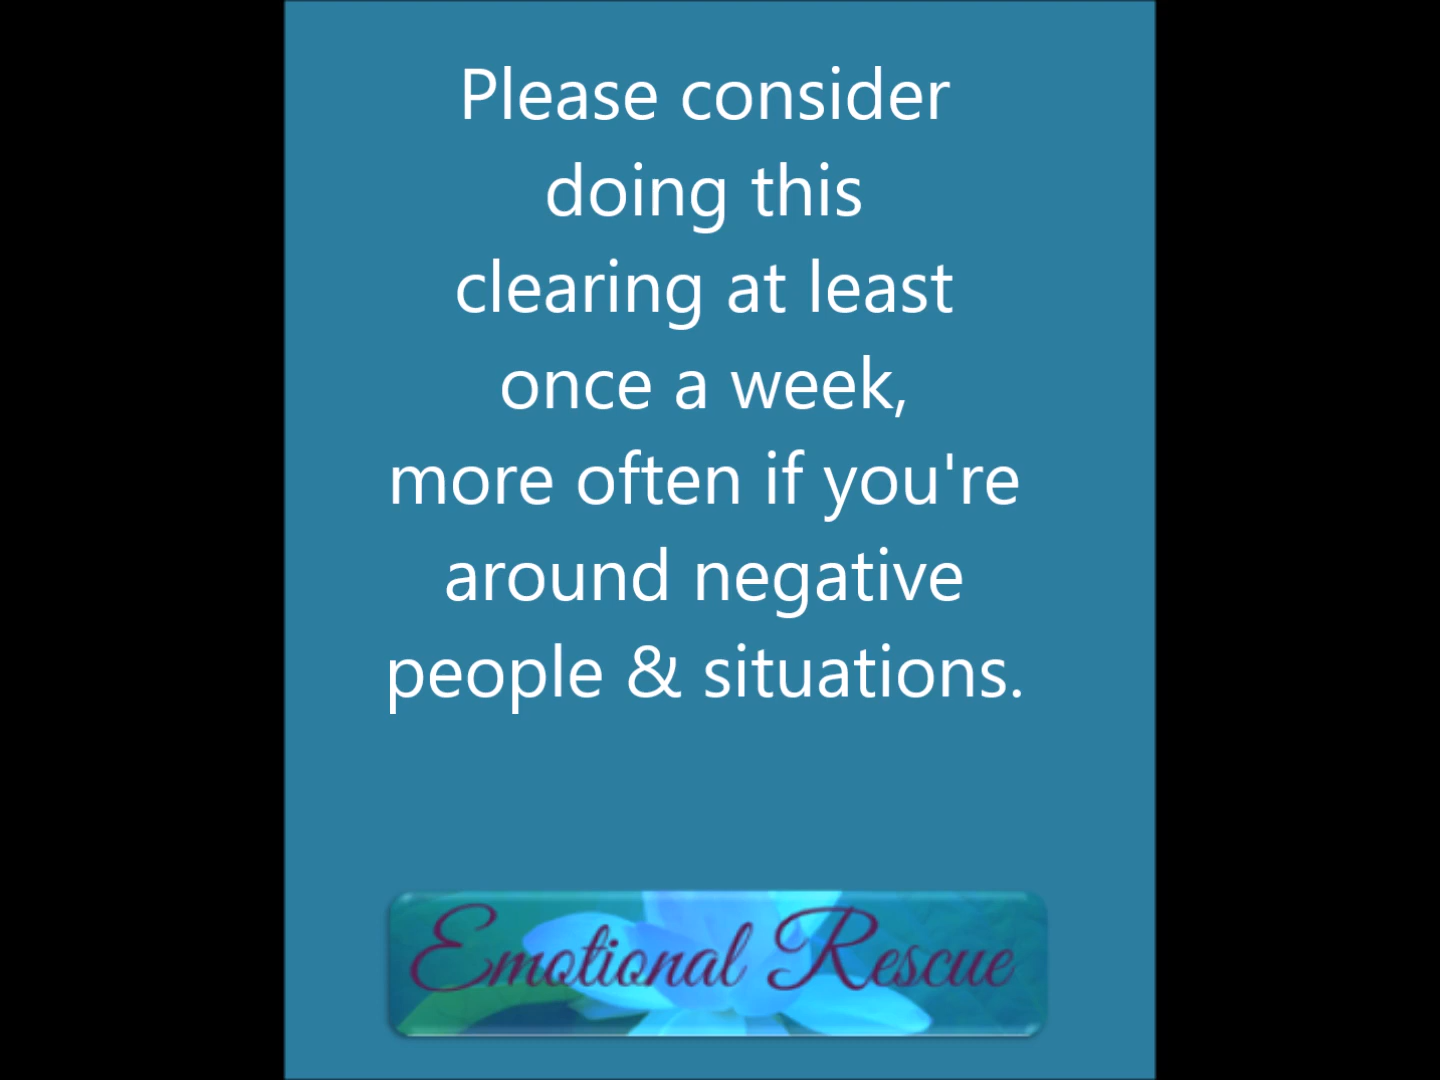 Please consider
doing this
clearing at least
once a week,
more often if you're
around negative
people & situations.
Emotional Rescue